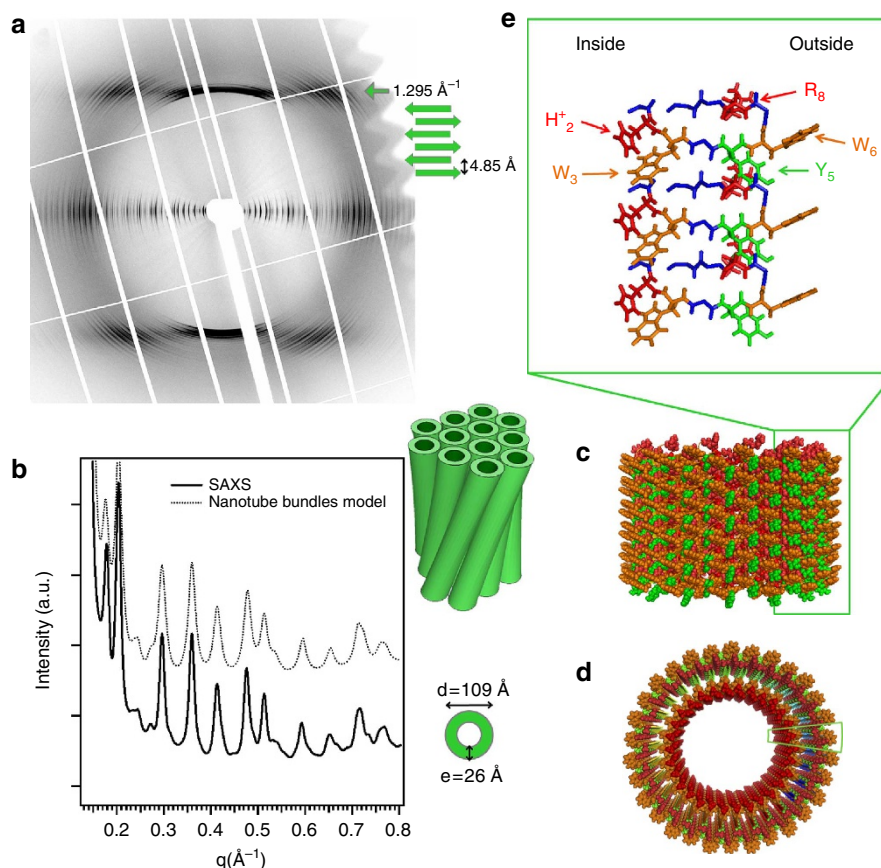 a
1.295 Å⁻¹
4.85 Å
e
Inside
Outside
R₈
H⁺₂
W₆
W₃
Y₅
b
SAXS
Nanotube bundles model
Intensity (a.u.)
0.2 0.3 0.4 0.5 0.6 0.7 0.8
q(Å⁻¹)
d=109 Å
e=26 Å
c
d